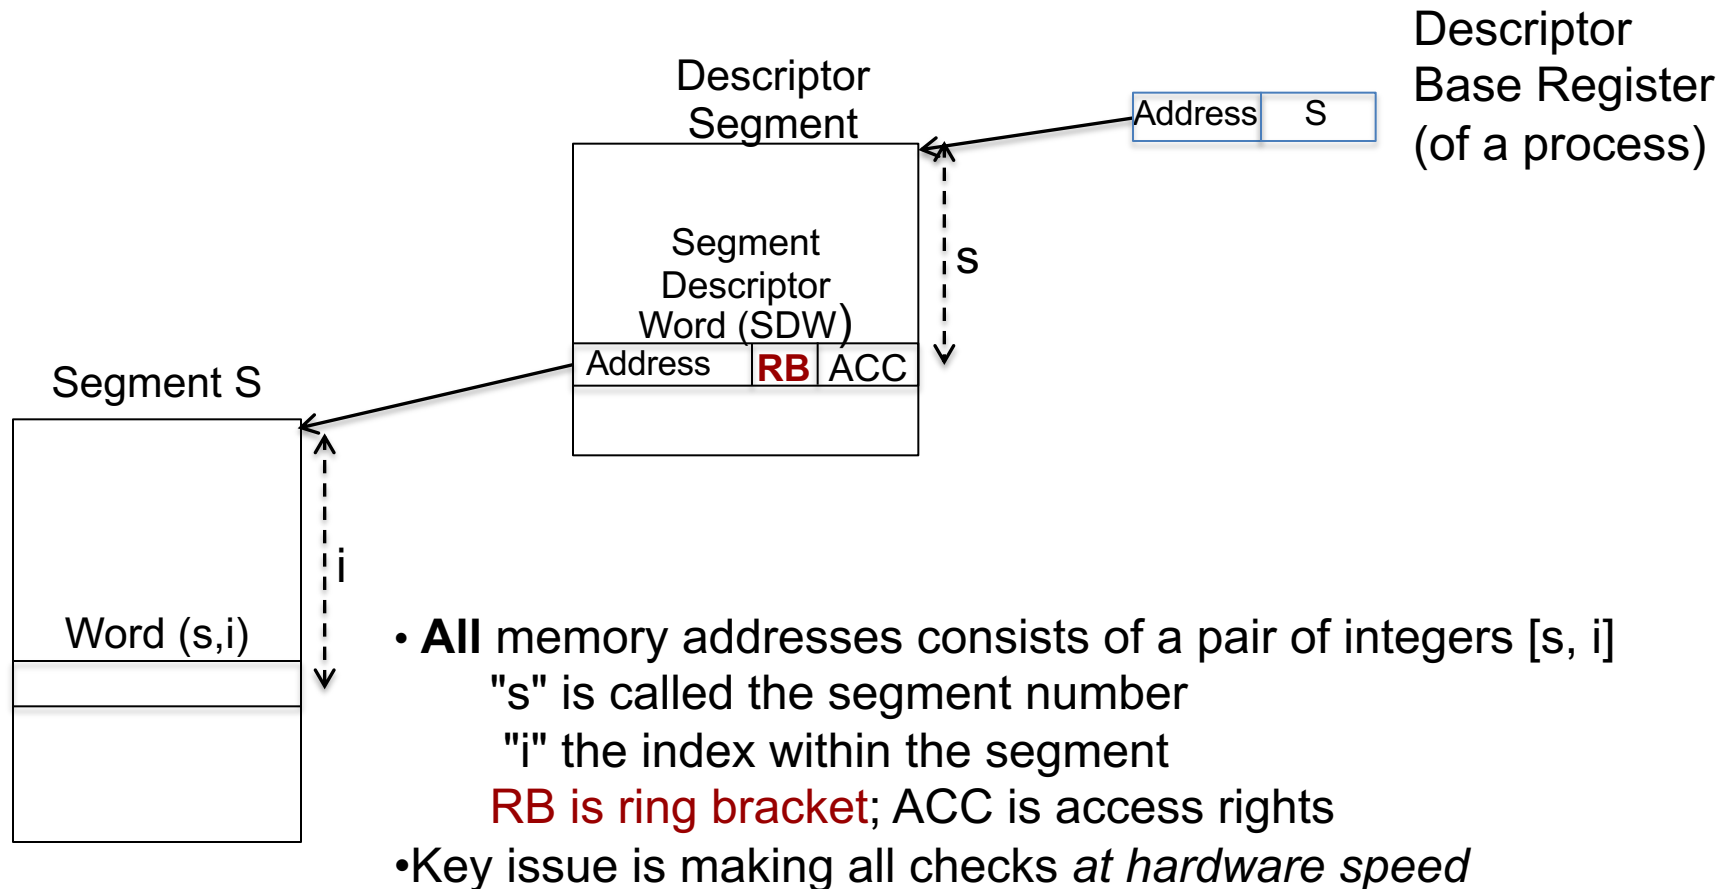 Descriptor
Base Register
(of a process)
Address S
Descriptor
Segment
s
Segment
Descriptor
Word (SDW)
Address RB ACC
Segment S
i
Word (s,i)
• All memory addresses consists of a pair of integers [s, i]
"s" is called the segment number
"i" the index within the segment
RB is ring bracket; ACC is access rights
•Key issue is making all checks at hardware speed